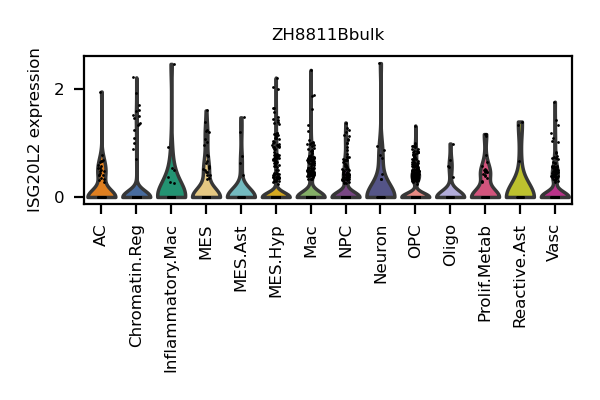 ZH8811Bbulk
ISG20L2 expression
2
0
AC
Chromatin.Reg
Inflammatory.Mac
MES
MES.Ast
MES.Hyp
Mac
NPC
Neuron
OPC
Oligo
Prolif.Metab
Reactive.Ast
Vasc